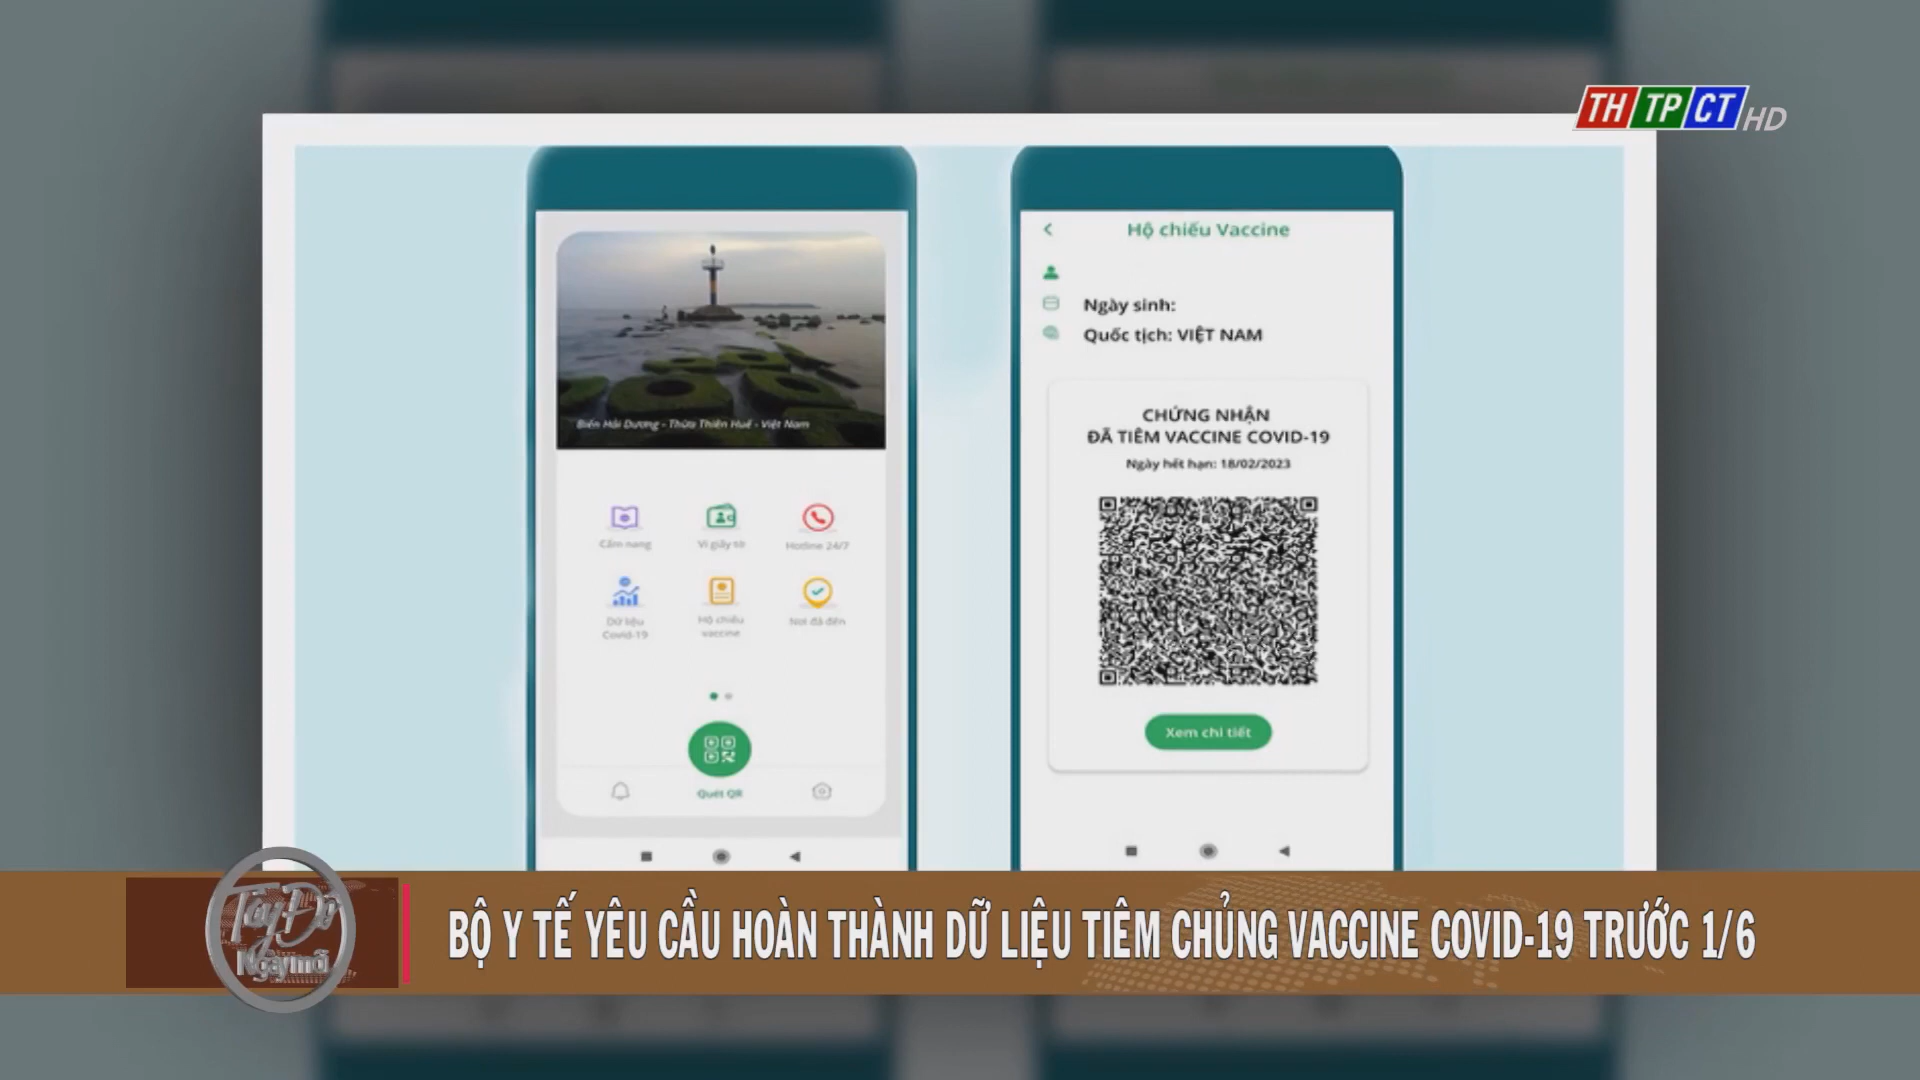 TH TP CT HD
Biển Hải Dương - Thừa Thiên Huế - Việt Nam
Cẩm nang
Ví giấy tờ
Hotline 24/7
Dữ liệu
Covid-19
Hộ chiếu
vaccine
Nơi đã đến
Quét QR
Hộ chiếu Vaccine
Ngày sinh:
Quốc tịch: VIỆT NAM
CHỨNG NHẬN
ĐÃ TIÊM VACCINE COVID-19
Ngày hết hạn: 18/02/2023
Xem chi tiết
Tây Đô
Ngày mới
BỘ Y TẾ YÊU CẦU HOÀN THÀNH DỮ LIỆU TIÊM CHỦNG VACCINE COVID-19 TRƯỚC 1/6